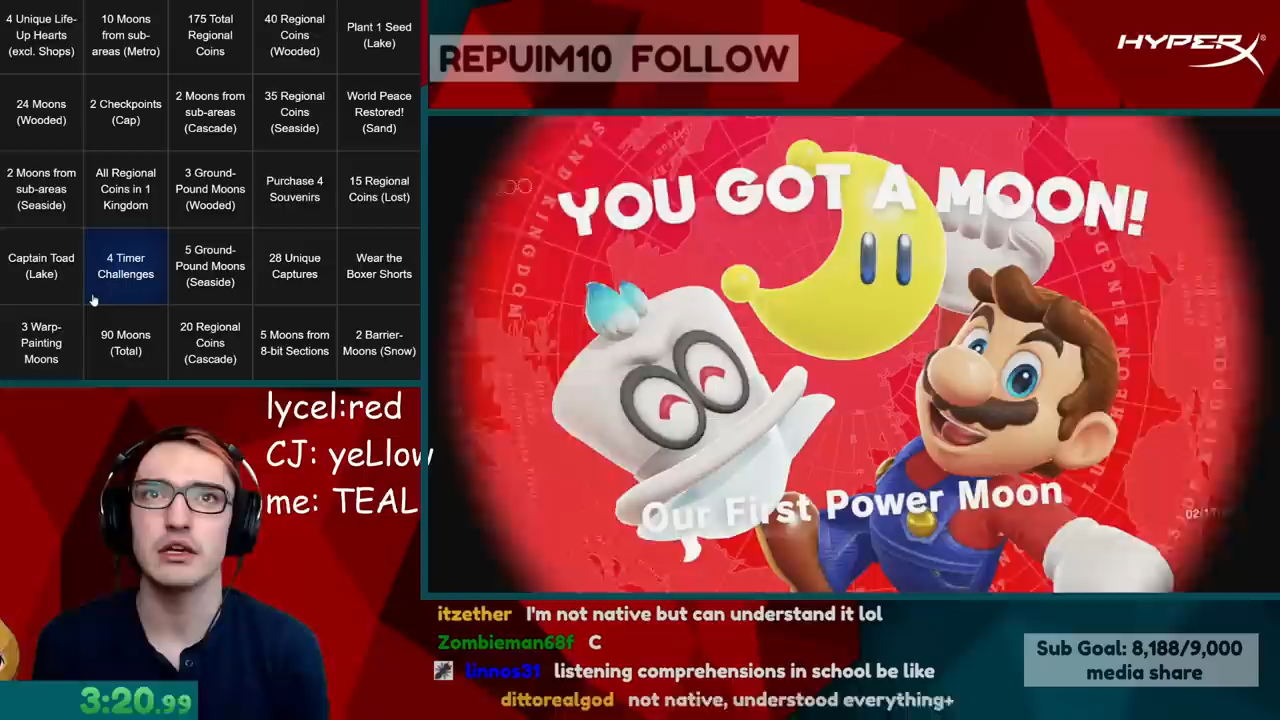 4 Unique Life-
Up Hearts
(excl. Shops)
10 Moons
from sub-
areas (Metro)
175 Total
Regional
Coins
40 Regional
Coins
(Wooded)
Plant 1 Seed
(Lake)
24 Moons
(Wooded)
2 Checkpoints
(Cap)
2 Moons from
sub-areas
(Cascade)
35 Regional
Coins
(Seaside)
World Peace
Restored!
(Sand)
2 Moons from
sub-areas
(Seaside)
All Regional
Coins in 1
Kingdom
3 Ground-
Pound Moons
(Wooded)
Purchase 4
Souvenirs
15 Regional
Coins (Lost)
Captain Toad
(Lake)
4 Timer
Challenges
5 Ground-
Pound Moons
(Seaside)
28 Unique
Captures
Wear the
Boxer Shorts
3 Warp-
Painting
Moons
90 Moons
(Total)
20 Regional
Coins
(Cascade)
5 Moons from
8-bit Sections
2 Barrier-
Moons (Snow)
REPUIM10 FOLLOW
HYPERX
SAND KINGDOM
YOU GOT A MOON!
Our First Power Moon
lycel:red
CJ: yeLlow
me: TEAL
3:20.99
itzether I'm not native but can understand it lol
Zombieman68f C
linnos31 listening comprehensions in school be like
dittorealgod not native, understood everything+
Sub Goal: 8,188/9,000
media share